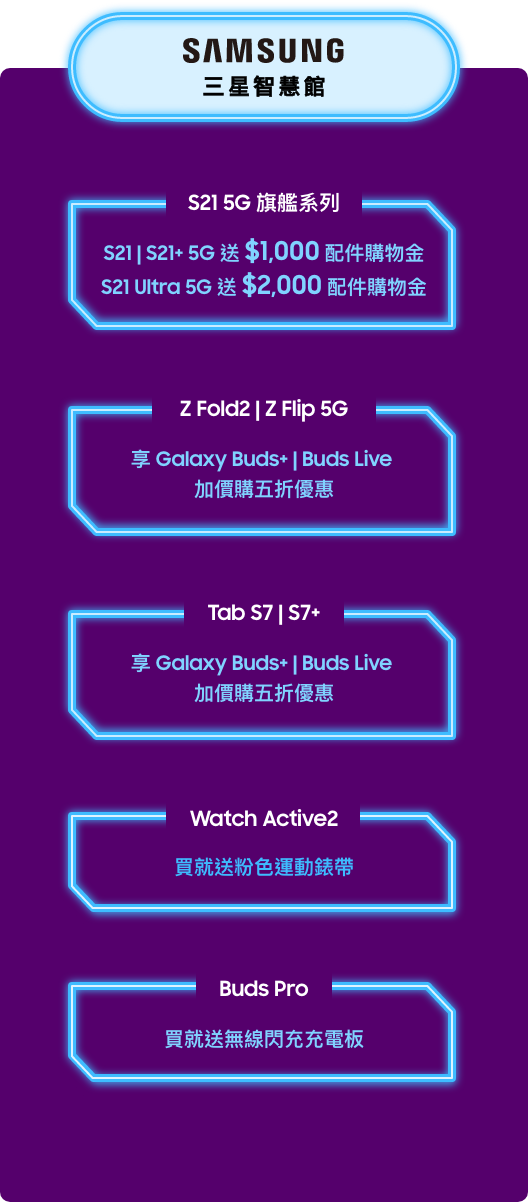 SAMSUNG
三星智慧館
S21 5G 旗艦系列
S21 | S21+ 5G 送 $1,000 配件購物金
S21 Ultra 5G 送 $2,000 配件購物金
Z Fold2 | Z Flip 5G
享 Galaxy Buds+ | Buds Live
加價購五折優惠
Tab S7 | S7+
享 Galaxy Buds+ | Buds Live
加價購五折優惠
Watch Active2
買就送粉色運動錶帶
Buds Pro
買就送無線閃充充電板